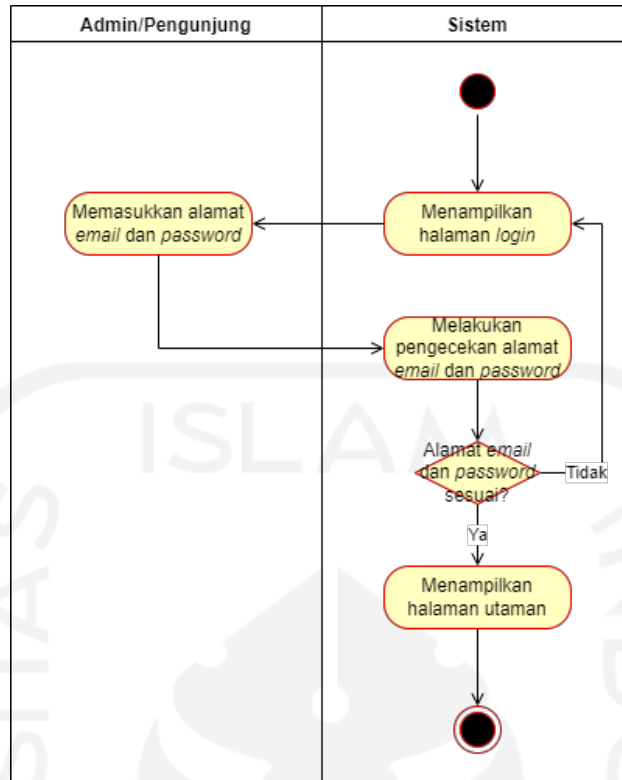 Admin/Pengunjung
Sistem
Memasukkan alamat
email dan password
Menampilkan
halaman login
Melakukan
pengecekan alamat
email dan password
Alamat email
dan password
sesuai?
Tidak
Ya
Menampilkan
halaman utaman
ISLAM